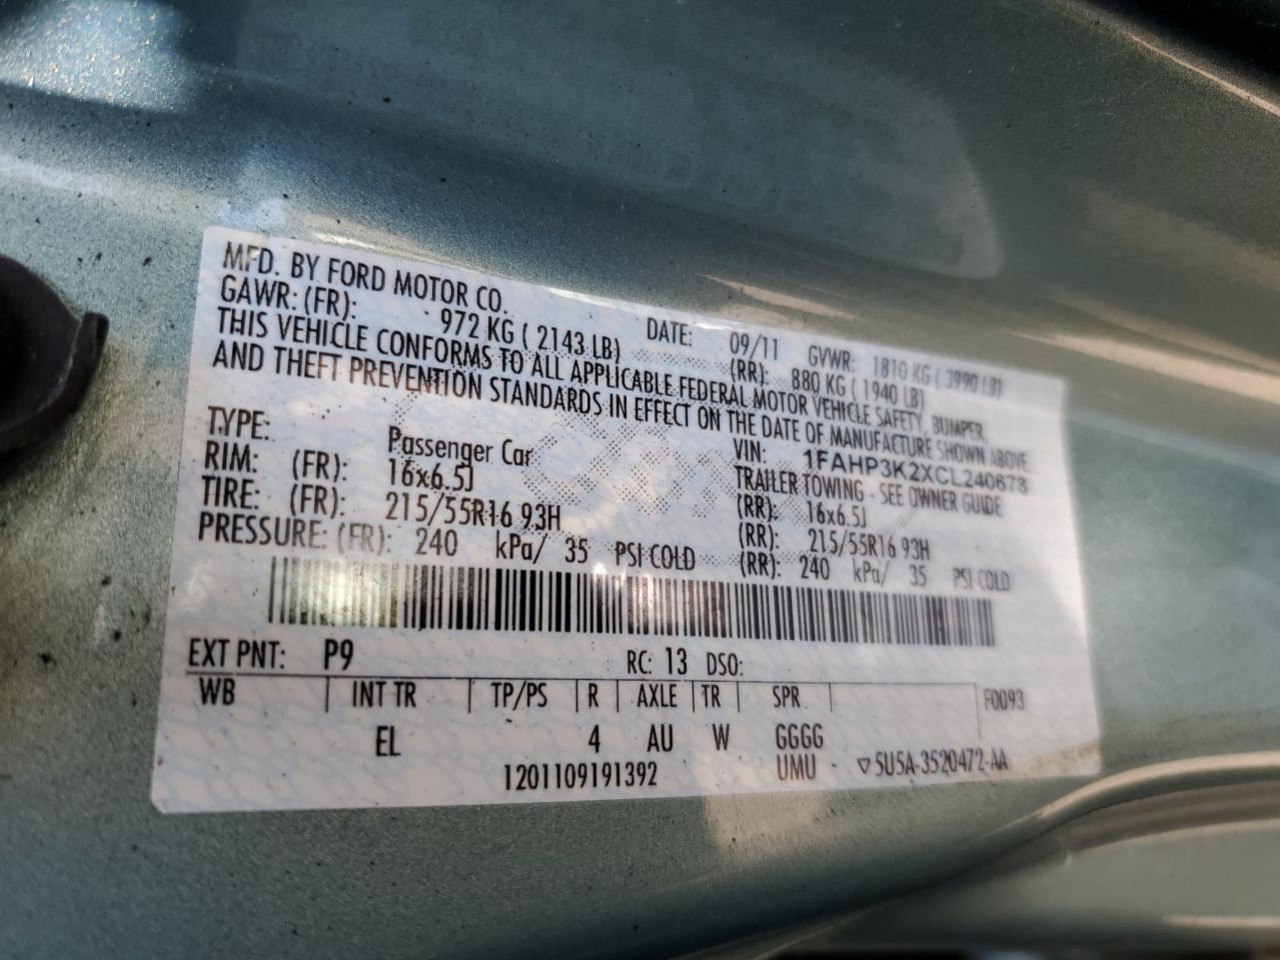 MFD. BY FORD MOTOR CO.
DATE: 09/11 GVWR: 1810 KG ( 3990 LB)
GAWR: (FR): 972 KG ( 2143 LB) (RR): 880 KG ( 1940 LB)
THIS VEHICLE CONFORMS TO ALL APPLICABLE FEDERAL MOTOR VEHICLE SAFETY, BUMPER,
AND THEFT PREVENTION STANDARDS IN EFFECT ON THE DATE OF MANUFACTURE SHOWN ABOVE
VIN: 1FAHP3K2XCL240678
TYPE: Passenger Car TRAILER TOWING - SEE OWNER GUIDE
RIM: (FR): 16x6.5J (RR): 16x6.5J
TIRE: (FR): 215/55R16 93H (RR): 215/55R16 93H
PRESSURE: (FR): 240 kPa/ 35 PSI COLD (RR): 240 kPa/ 35 PSI COLD
EXT PNT: P9 RC: 13 DSO:
WB INT TR TP/PS R AXLE TR SPR F0093
EL 4 AU W GGGG
1201109191392 UMU ▽5U5A-3520472-AA